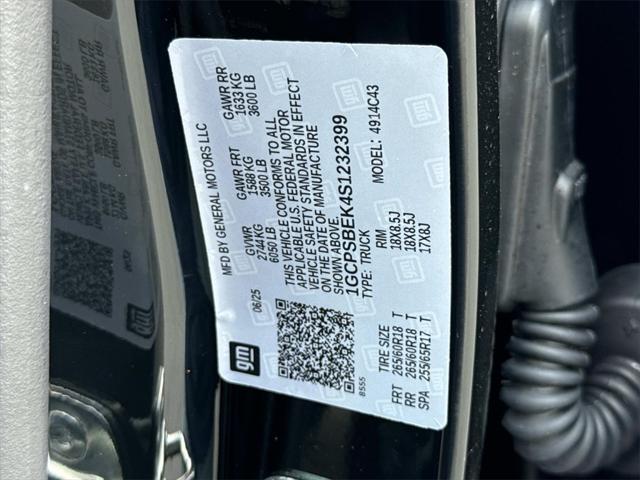 MFD BY GENERAL MOTORS LLC
06/25
GVWR GAWR FRT GAWR RR
2744KG 1588KG 1633 KG
6050 LB 3500 LB 3600 LB
THIS VEHICLE CONFORMS TO ALL
APPLICABLE U.S. FEDERAL MOTOR
VEHICLE SAFETY STANDARDS IN EFFECT
ON THE DATE OF MANUFACTURE
SHOWN ABOVE.
1GCPSBEK4S1232399
TYPE: TRUCK MODEL: 4914C43
gm
8555
TIRE SIZE RIM
FRT 265/60R18 T 18X8.5J
RR 265/60R18 T 18X8.5J
SPA 255/65R17 T 17X8J